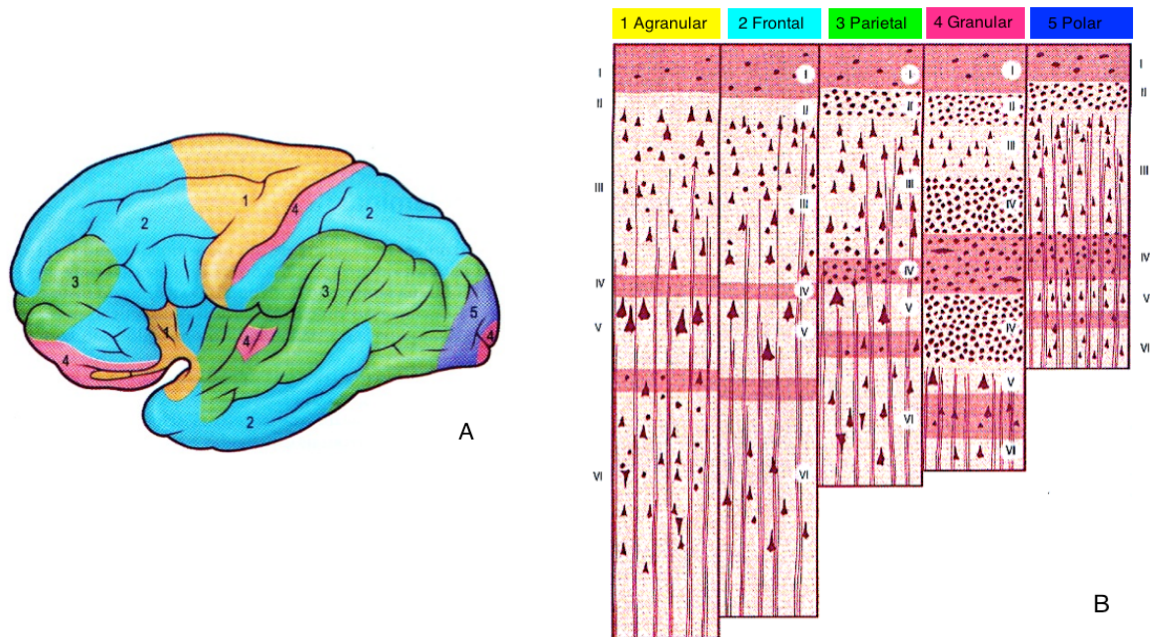 1 Agranular 2 Frontal 3 Parietal 4 Granular 5 Polar
I I I I I
II II II II II
III III III III III
IV IV IV IV IV IV
V V V V V
VI VI VI VII VI
1
4
2 2
3 3
1 5
4 4 4
2
A
B